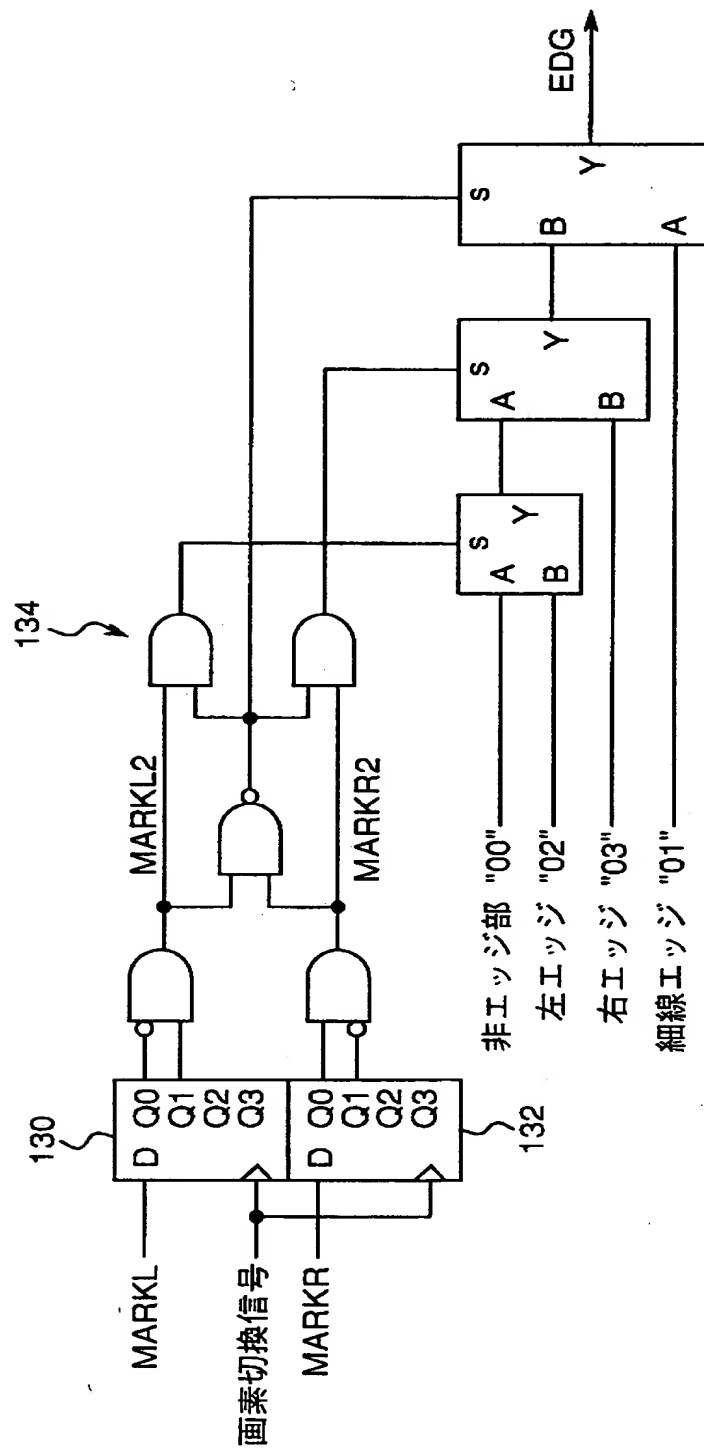 134
130
MARKL
D Q0
Q1
Q2
Q3
画素切換信号
MARKR
D Q0
Q1
Q2
Q3
132
MARKL2
MARKR2
非エッジ部 "00"
左エッジ "02"
右エッジ "03"
細線エッジ "01"
s
A
Y
B
s
A
Y
B
s
Y
B
A
EDG